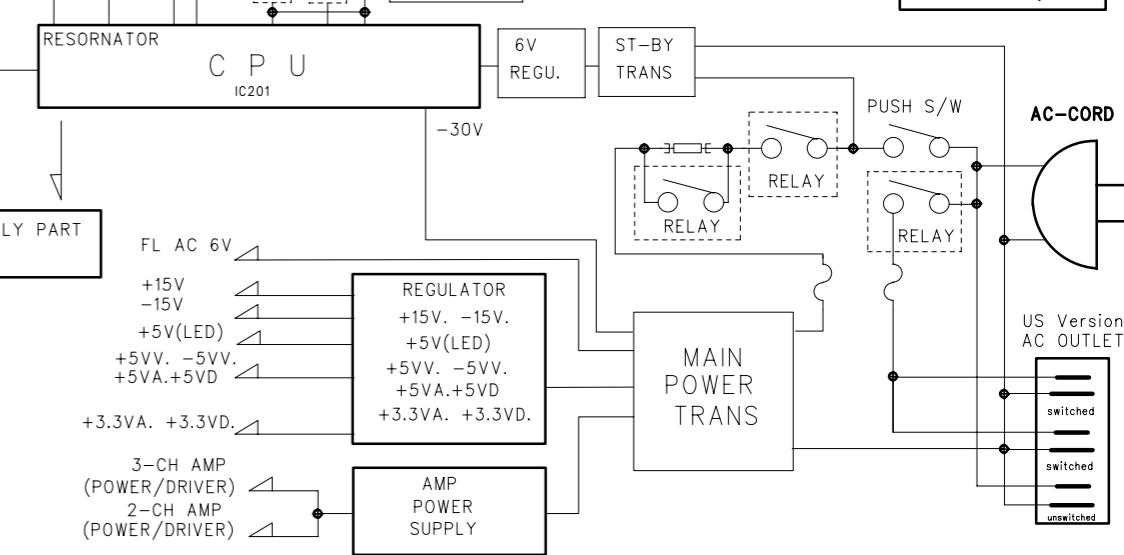 RESORNATOR
C P U
IC201
6V
REGU.
ST-BY
TRANS
PUSH S/W
AC-CORD
-30V
RELAY
RELAY
RELAY
LY PART
FL AC 6V
+15V
-15V
+5V(LED)
+5VV. -5VV.
+5VA.+5VD
+3.3VA. +3.3VD.
REGULATOR
+15V. -15V.
+5V(LED)
+5VV. -5VV.
+5VA.+5VD
+3.3VA. +3.3VD.
MAIN
POWER
TRANS
US Version
AC OUTLET
switched
switched
unswitched
3-CH AMP
(POWER/DRIVER)
2-CH AMP
(POWER/DRIVER)
AMP
POWER
SUPPLY